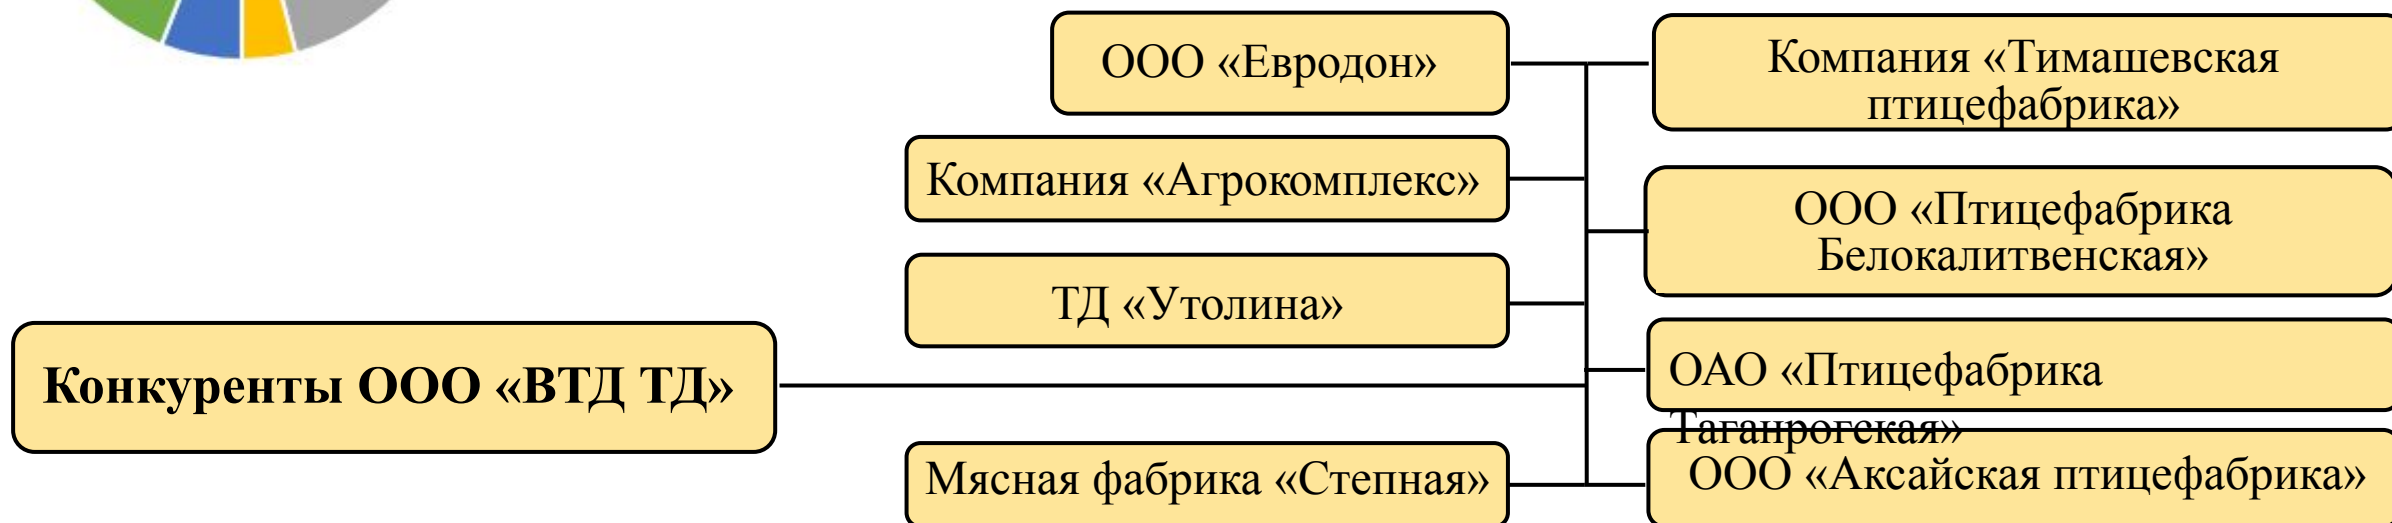 ООО «Евродон»
Компания «Тимашевская
птицефабрика»
Компания «Агрокомплекс»
ООО «Птицефабрика
Белокалитвенская»
ТД «Утолина»
Конкуренты ООО «ВТД ТД»
ОАО «Птицефабрика
Таганрогская»
Мясная фабрика «Степная»
ООО «Аксайская птицефабрика»